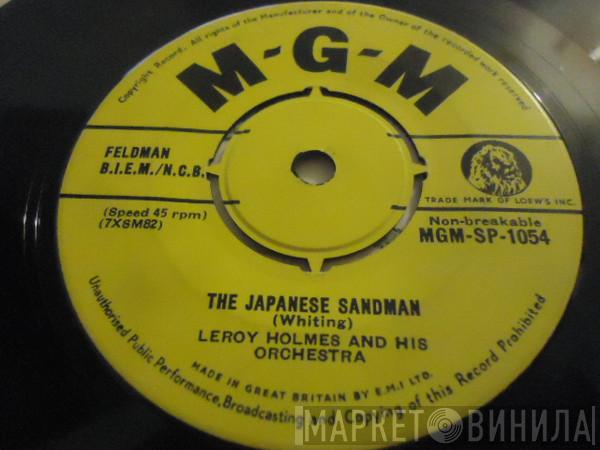 Copyright Record. All rights of the Manufacturer and of the Owner of the recorded work reserved
M-G-M
FELDMAN
B.I.E.M./N.C.B.
TRADE MARK OF LOEW'S INC.
(Speed 45 rpm)
(7XSM82)
Non-breakable
MGM-SP-1054
THE JAPANESE SANDMAN
(Whiting)
LEROY HOLMES AND HIS
ORCHESTRA
MADE IN GREAT BRITAIN BY E.M.I LTD.
Unauthorised Public Performance, Broadcasting and Copying of this Record Prohibited
МАРКЕТ ВИНИЛА